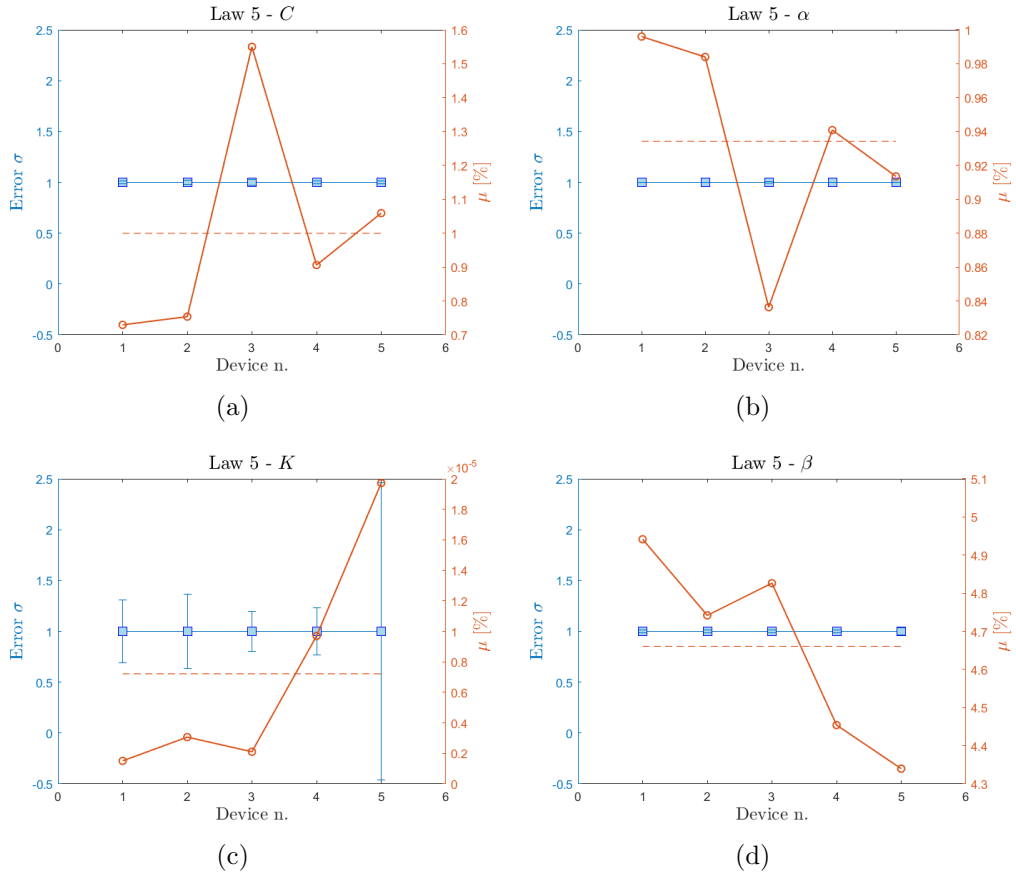 Law 5 - C
2.5
2
1.5
1
0.5
0
-0.5
Error σ
1.6
1.5
1.4
1.3
1.2
1.1
1
0.9
0.8
0.7
μ [%]
0 1 2 3 4 5 6
Device n.
(a)
Law 5 - α
2.5
2
1.5
1
0.5
0
-0.5
Error σ
1
0.98
0.96
0.94
0.92
0.9
0.88
0.86
0.84
0.82
μ [%]
0 1 2 3 4 5 6
Device n.
(b)
Law 5 - K
×10-5
2.5
2
1.5
1
0.5
0
-0.5
Error σ
2
1.8
1.6
1.4
1.2
1
0.8
0.6
0.4
0.2
0
μ [%]
0 1 2 3 4 5 6
Device n.
(c)
Law 5 - β
2.5
2
1.5
1
0.5
0
-0.5
Error σ
5.1
5
4.9
4.8
4.7
4.6
4.5
4.4
4.3
μ [%]
0 1 2 3 4 5 6
Device n.
(d)